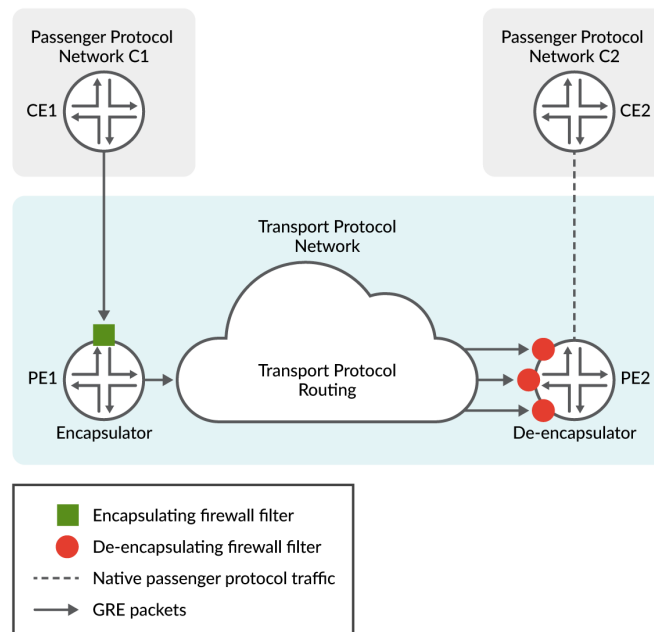 Passenger Protocol
Network C1
Passenger Protocol
Network C2
CE1
CE2
Transport Protocol
Network
Transport Protocol
Routing
PE1
PE2
Encapsulator
De-encapsulator
Encapsulating firewall filter
De-encapsulating firewall filter
Native passenger protocol traffic
GRE packets